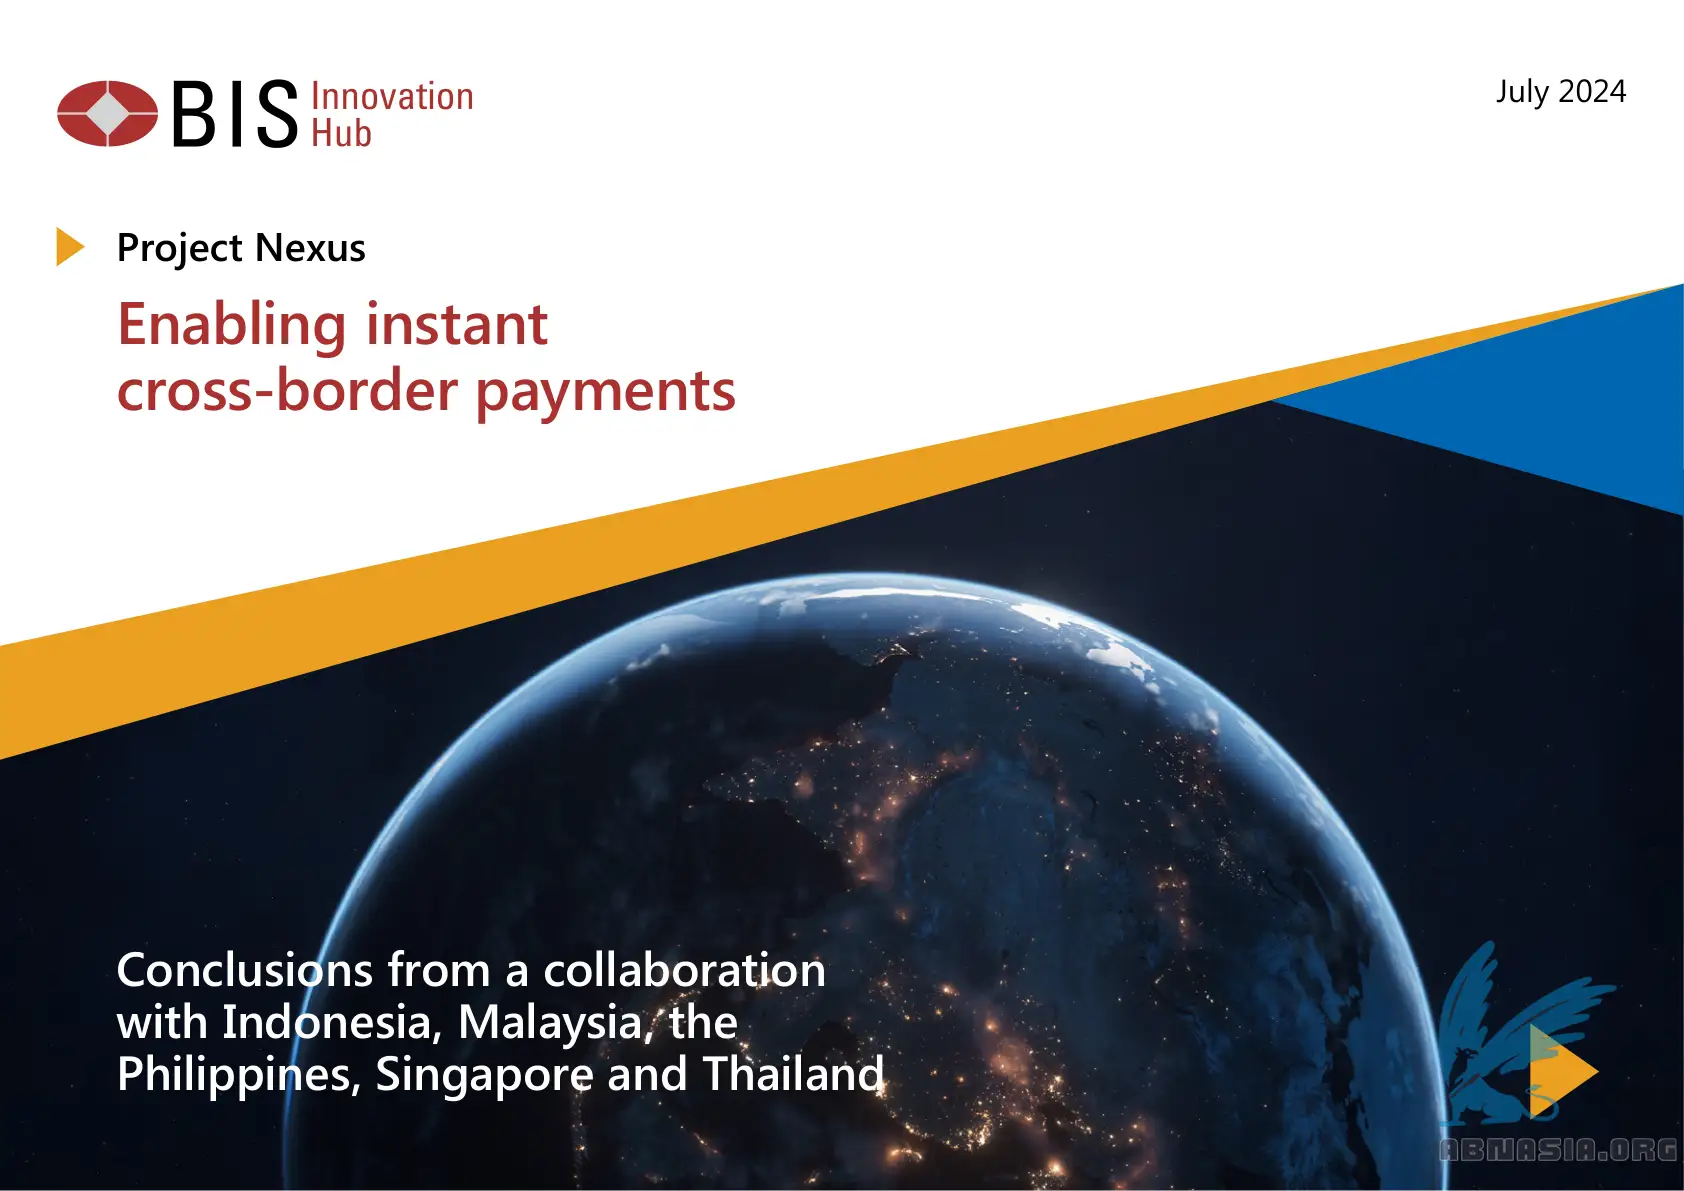 BIS Innovation
Hub
July 2024
Project Nexus
Enabling instant
cross-border payments
Conclusions from a collaboration
with Indonesia, Malaysia, the
Philippines, Singapore and Thailand
ABNASIA.ORG